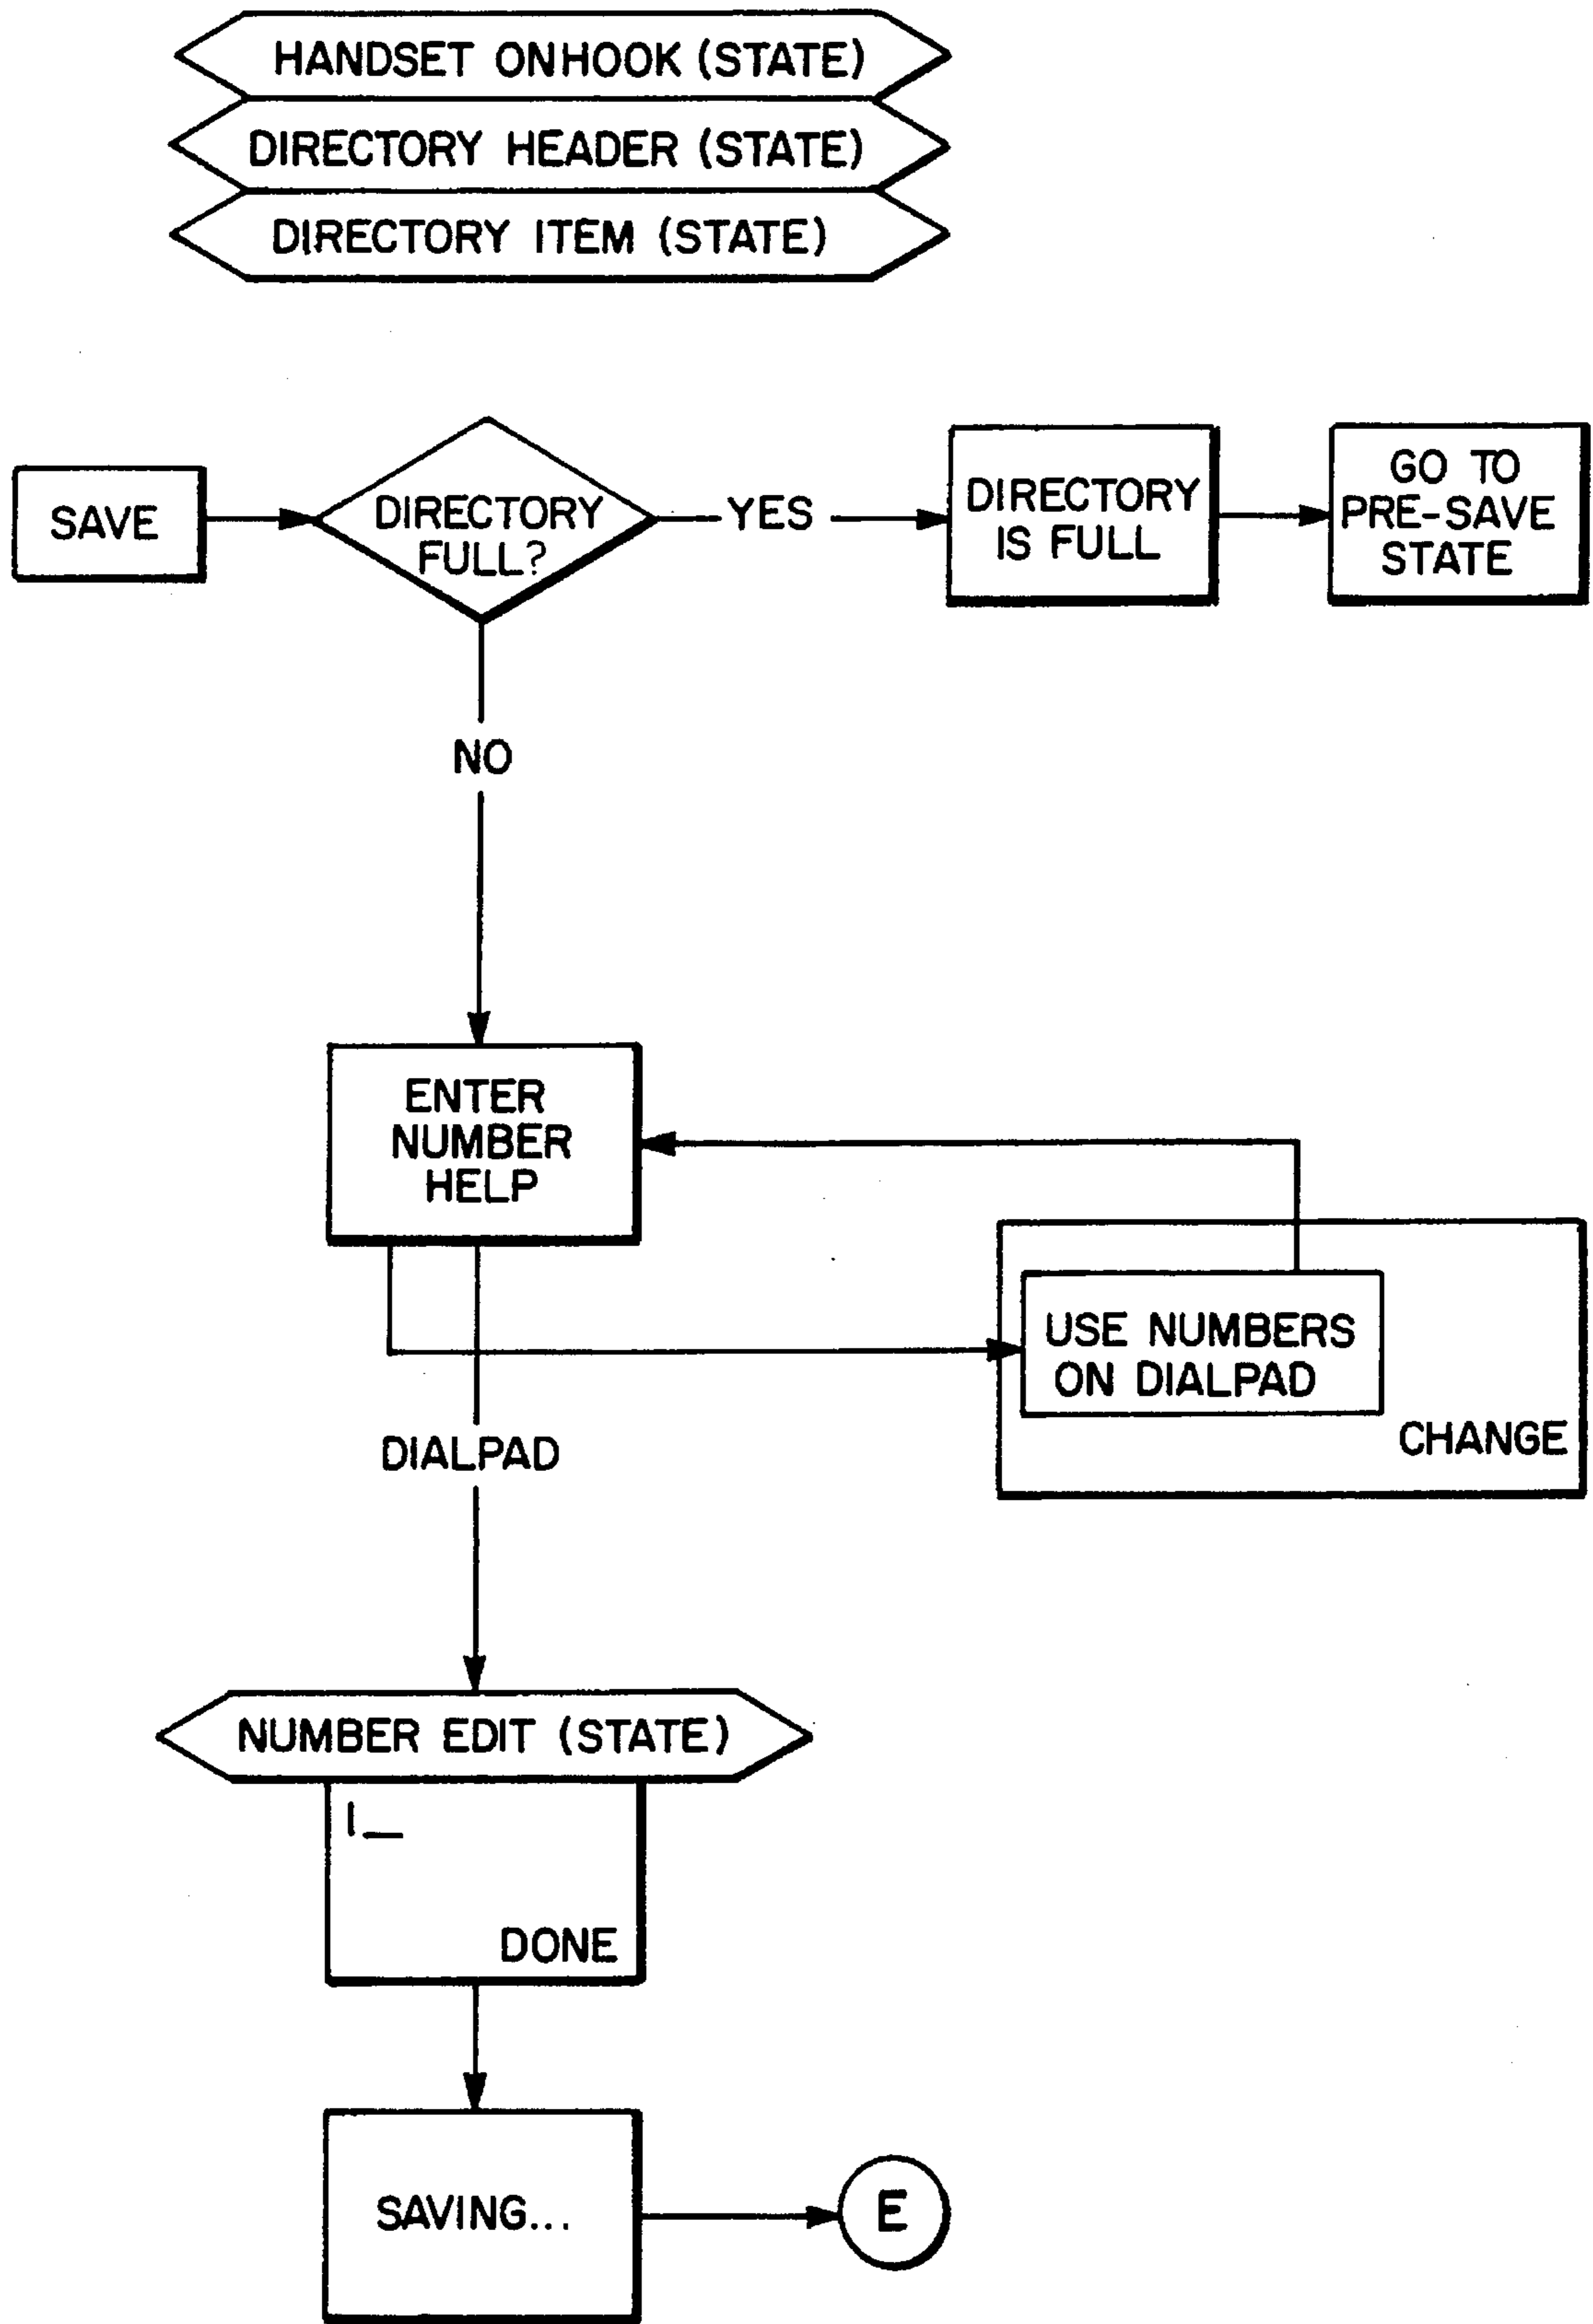 HANDSET ONHOOK (STATE)
DIRECTORY HEADER (STATE)
DIRECTORY ITEM (STATE)
SAVE
DIRECTORY
FULL?
YES
DIRECTORY
IS FULL
GO TO
PRE-SAVE
STATE
NO
ENTER
NUMBER
HELP
USE NUMBERS
ON DIALPAD
CHANGE
DIALPAD
NUMBER EDIT (STATE)
1_
DONE
SAVING...
E